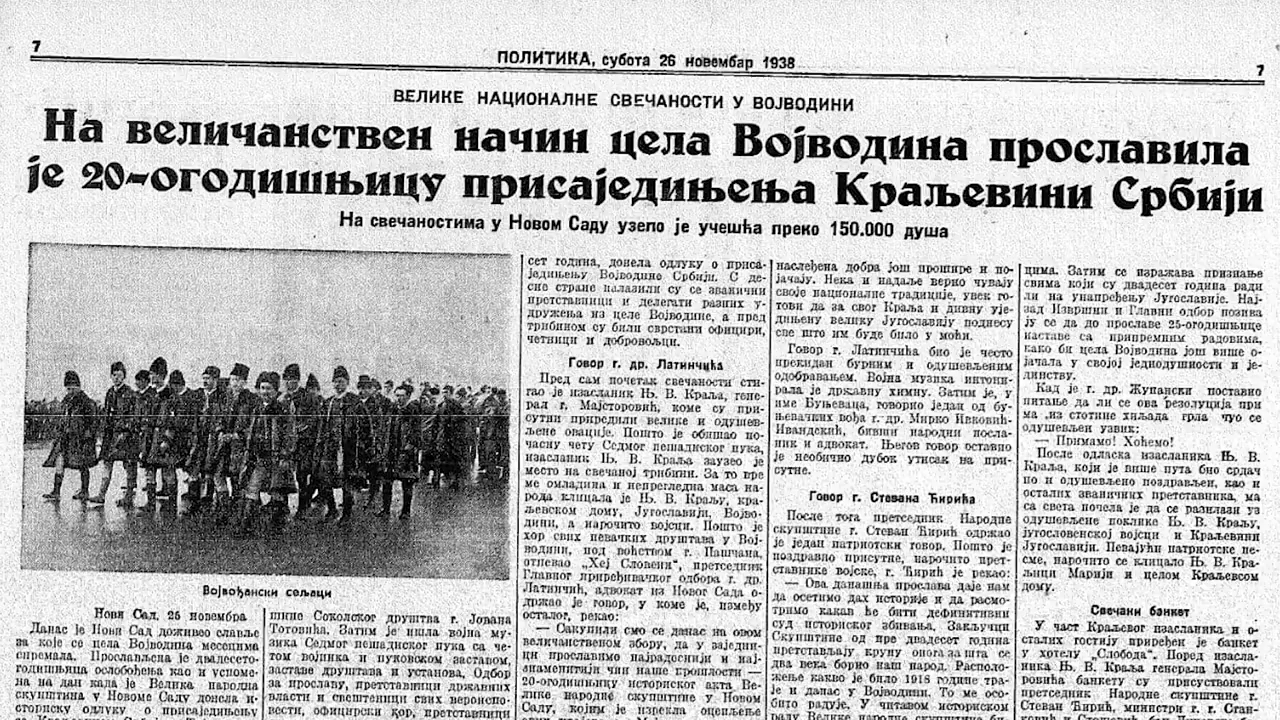 7
ПОЛИТИКА, субота 26 новембар 1938
7
ВЕЛИКЕ НАЦИОНАЛНЕ СВЕЧАНОСТИ У ВОЈВОДИНИ
На величанствен начин цела Војводина прославила
је 20-огодишњицу присаједињења Краљевини Србији
На свечаностима у Новом Саду узело је учешћа преко 150.000 душа
Војвођански сељаци
Нови Сад, 25 новембра
Данас је Нови Сад доживео славље
за које се цела Војводина месецима
спремала. Прослављена је двадесето-
годишњица Ослобођења као и успоме-
на на дан када је Велика народна
скупштина у Новоме Саду донела и-
сториску одлуку о присаједињењу
шине Соколског друштва г. Јована
Тотовића. Затим је ишла војна му-
зика Седмог пешадиског пука са че-
том војника и пуковском заставом,
заставе друштава и установа, Одбор
за прославу, претставници државних
власти и свештеници свих вероиспо-
вести, официрски кор, претставници
сет година, донела одлуку о приса-
једињењу Војводине Србији. С де-
сне стране налазили су се званични
претставници и делегати разних у-
дружења из целе Војводине, а пред
трибином су били сврстани официри,
четници и добровољци.
Говор г. др. Латинчића
Пред сам почетак свечаности сти-
гао је изасланик Њ. В. Краља, гене-
рал г. Мајсторовић, коме су при-
сутни приредили велике и одушев-
љене овације. Пошто је обишао по-
часну чету Седмог пешадиског пука,
изасланик Њ. В. Краља заузео је
место на свечаној трибини. За то вре-
ме омладина и непрегледна маса на-
рода клицала је Њ. В. Краљу, кра-
љевском дому, Југославији, Војво-
дини, а нарочито војсци. Пошто је
хор свих певачких друштава у Вој-
водини, под воћством г. Пашчана,
отпевао „Хеј Словени“, претседник
Главног приређивачког одбора г. др.
Латинчић, адвокат из Новог Сада о-
држао је говор, у коме је, између
осталог, рекао:
— Сакупили смо се данас на овом
величанственом збору, да у заједни-
ци прославимо најрадоснији и нај-
знаменитији чин наше прошлости —
20-огодишњицу историског акта Ве-
лике народне скупштине у Новом
Саду, којим је изрекла оцепљење
наслеђена добра још прошире и по-
јачају. Нека и надаље верно чувају
своје националне традиције, увек го-
тови да за свог Краља и дивну ује-
дињену велику Југославију поднесу
све што им буде било у моћи.
Говор г. Латинчића био је често
прекидан бурним и одушевљеним
одобравањем. Војна музика интони-
рала је државну химну. Затим је, у
име Буњеваца, говорио један од бу-
њевачких вођа г. др. Мирко Ивковић-
Ивандекић, бивши народни посла-
ник и адвокат. Његов говор оставио
је необично дубок утисак на при-
сутне.
Говор г. Стевана Ћирића
После тога претседник Народне
скупштине г. Стеван Ћирић одржао
је један патриотски говор. Пошто је
поздравио присутне, нарочито прет-
ставнике војске, г. Ћирић је рекао:
— Ова данашња прослава даје нам
да осетимо дах историје и да расмо-
тримо какав ће бити дефинитивни
суд историског збивања. Закључци
Скупштине од пре двадесет година
претстављају круну онога за шта се
два века борио наш народ. Располо-
жење какво је било 1918 године тра-
је и данас у Војводини. То ме осо-
бито радује. У читавом историском
раду Велике народне скупштине би-
цима. Затим се изражава признање
свима који су двадесет година ради
ли на унапређењу Југославије. Нај-
зад Извршни и Главни одбор позива
ју се да до прославе 25-огодишњице
наставе са припремним радовима,
како би цела Војводина још више о-
јачала у својој једнодушности и је-
динству.
Кад је г. др. Жупански поставио
питање да ли се ова резолуција при
ма ,из стотине хиљада грла чуо се
одушевљен узвик:
— Примамо! Хоћемо!
После одласка изасланика Њ. В.
Краља, који је више пута био срдач
но и одушевљено поздрављен, као и
осталих званичних претставника, ма
са света почела је да се разилази уз
одушевљене поклике Њ. В. Краљу,
југословенској војсци и Краљевини
Југославији. Певајући патриотске пе-
сме, нарочито се клицало Њ. В. Кра-
љици Марији и целом Краљевском
дому.
Свечани банкет
У част Краљевог изасланика и о-
сталих гостију приређен је банкет
у хотелу „Слобода“. Поред изасла-
ника Њ. В. Краља генерала Мајсто-
ровића банкету су присуствовали
претседник Народне скупштине г.
Стеван Ћирић, министри г. г. Стан-